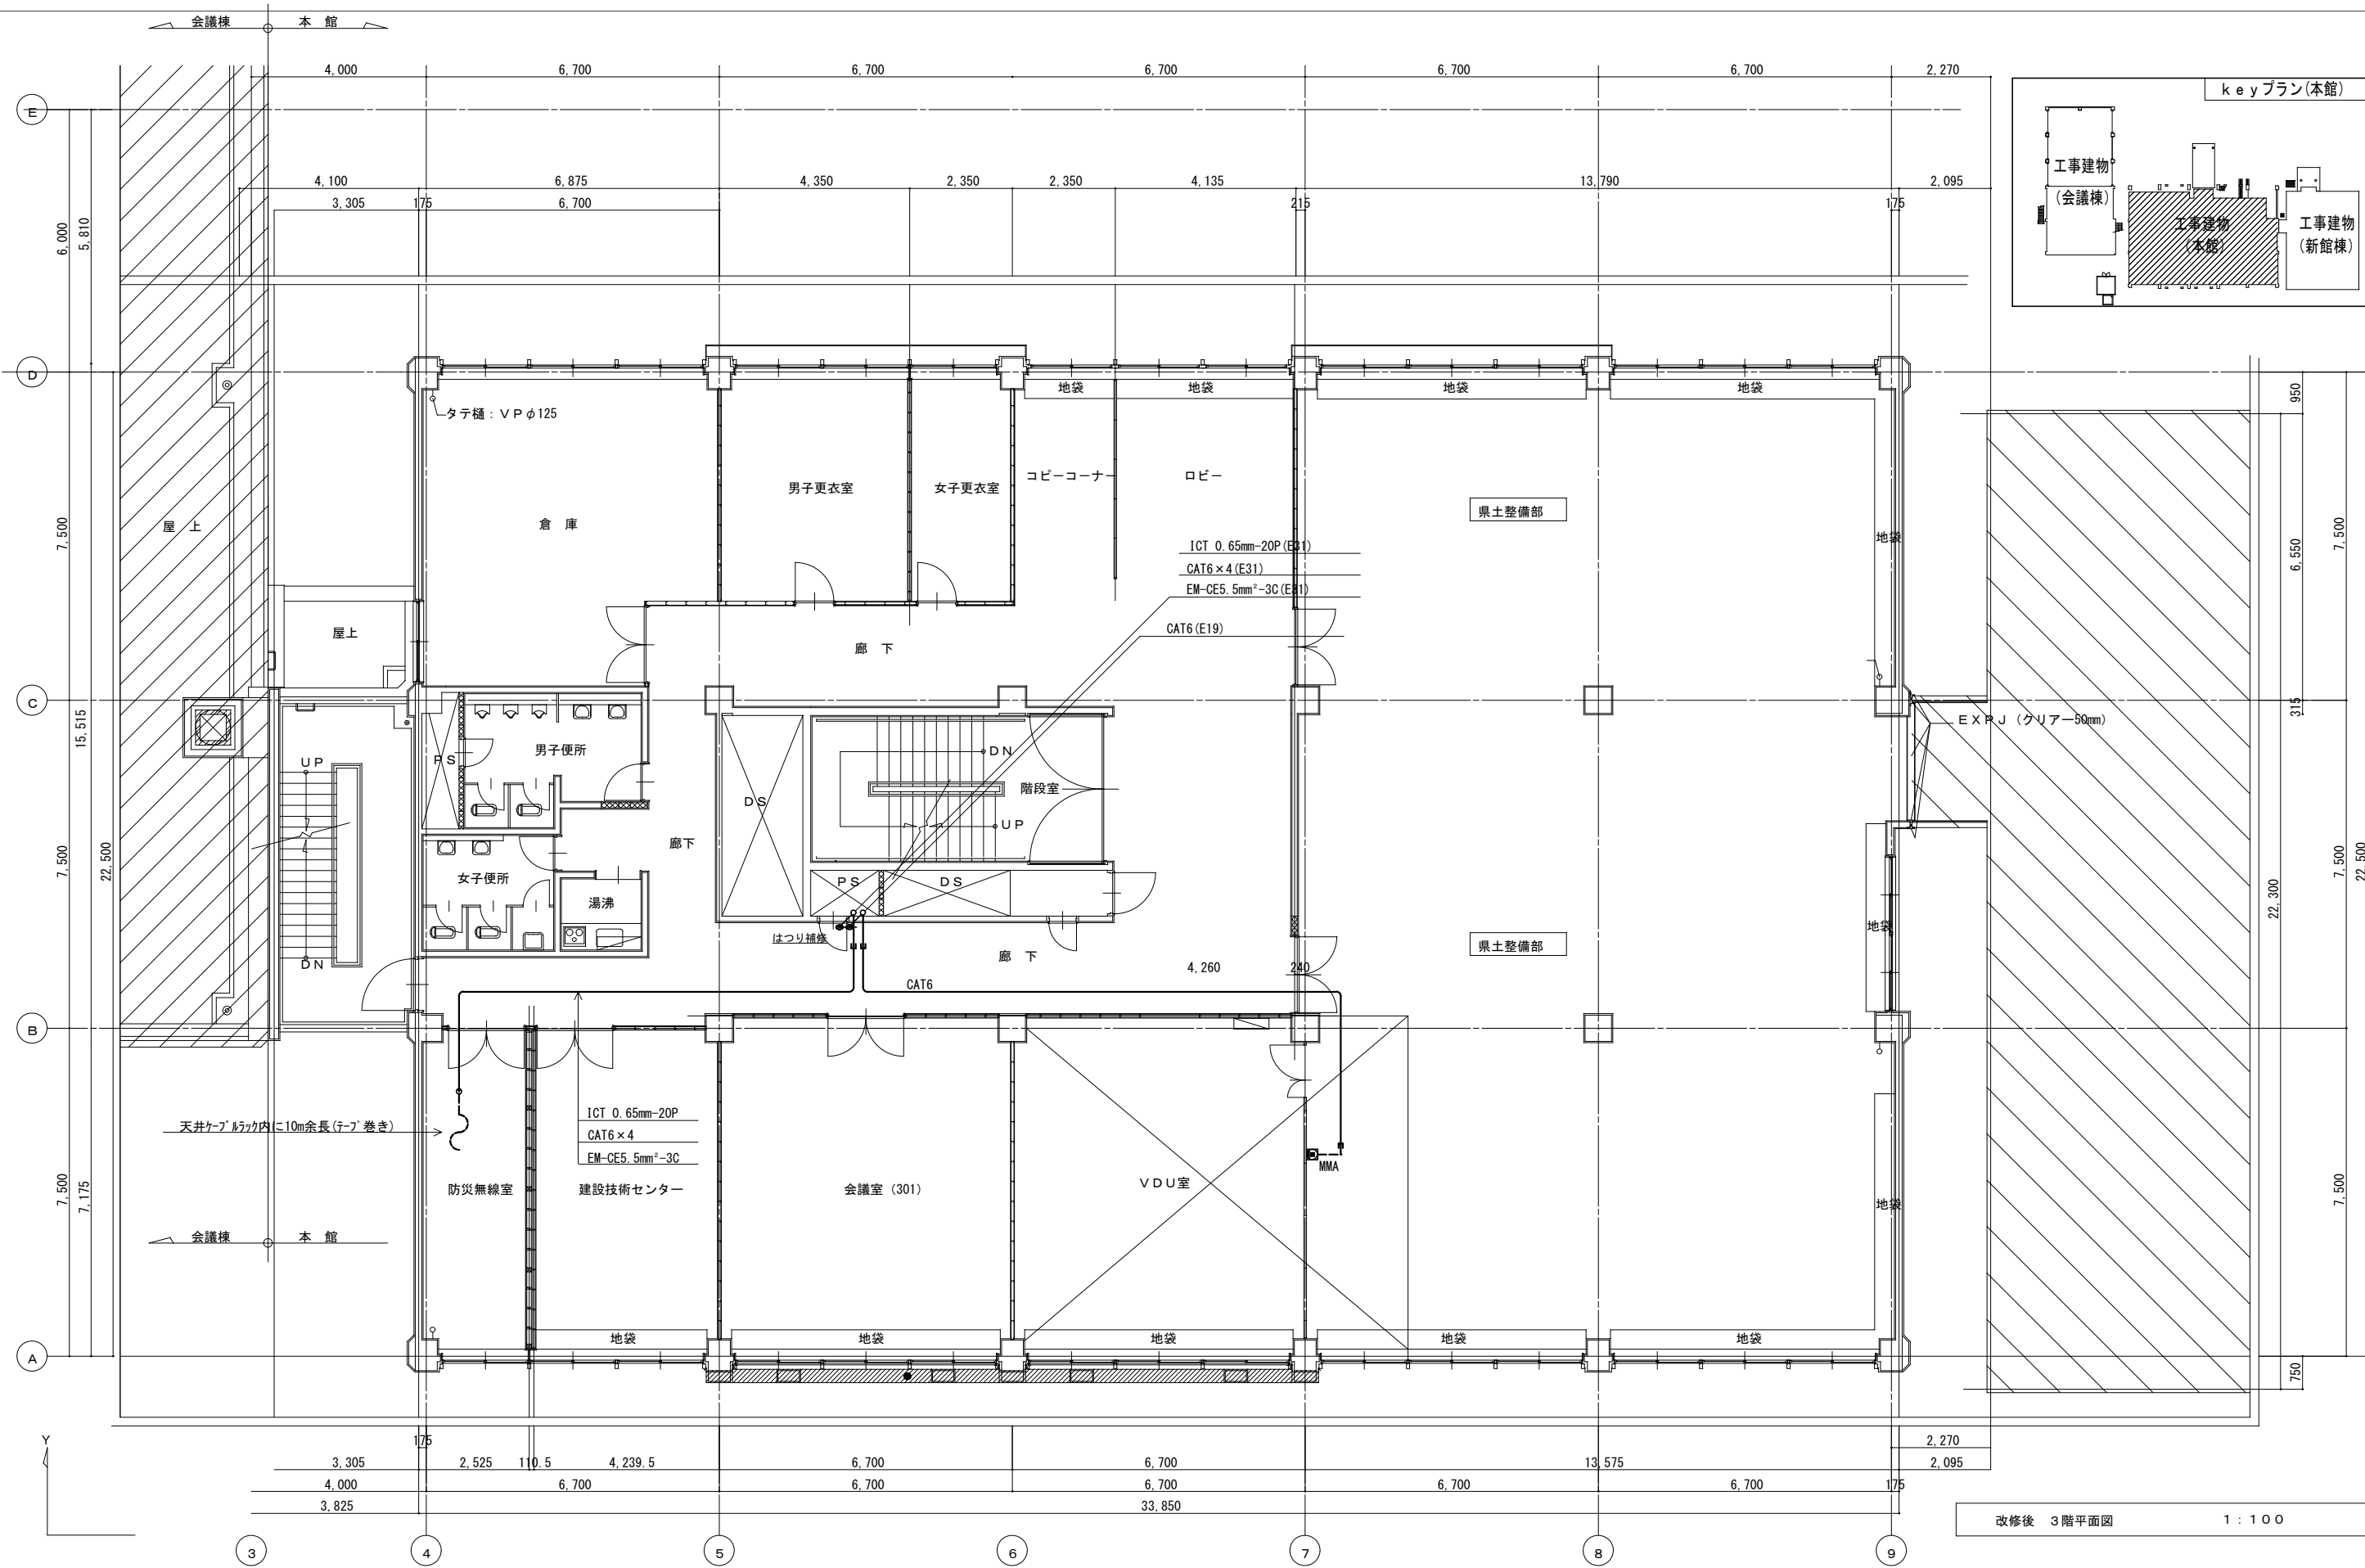 会議棟 本 館
4,000 6,700 6,700 6,700 6,700 6,700 2,270
keyプラン(本館)
工事建物
(会議棟)
工事建物
(本館)
工事建物
(新館棟)
E
4,100 6,875 4,350 2,350 2,350 4,135 13,790 2,095
3,305 175 6,700 215 175
6,000
5,810
D
地袋 地袋 地袋 地袋
950
タテ樋：ＶＰφ125
コピーコーナー ロビー
男子更衣室 女子更衣室
県土整備部
屋 上
倉 庫
7,500
地袋
6,550
7,500
ICT 0.65mm-20P(E31)
CAT6×4(E31)
EM-CE5.5mm²-3C(E31)
CAT6(E19)
屋上
廊 下
C
15,515
315
EXPJ (クリアー50mm)
男子便所
PS
UP
DN
階段室
DS
UP
廊下
7,500
22,500
女子便所
PS
DS
湯沸
7,500
22,500
22,300
はつり補修
地袋
県土整備部
DN
廊 下
4,260 240
CAT6
B
天井ケーブルラック内に10m余長(テープ巻き)
ICT 0.65mm-20P
CAT6×4
EM-CE5.5mm²-3C
MMA
防災無線室
建設技術センター
会議室 (301)
VDU室
地袋
7,500
7,175
7,500
会議棟 本 館
地袋 地袋 地袋 地袋 地袋
A
750
Y
175 2,270
3,305 2,525 110.5 4,239.5 6,700 6,700 13,575 2,095
4,000 6,700 6,700 6,700 6,700 6,700 175
3,825 33,850
改修後 3階平面図 1：100
3 4 5 6 7 8 9